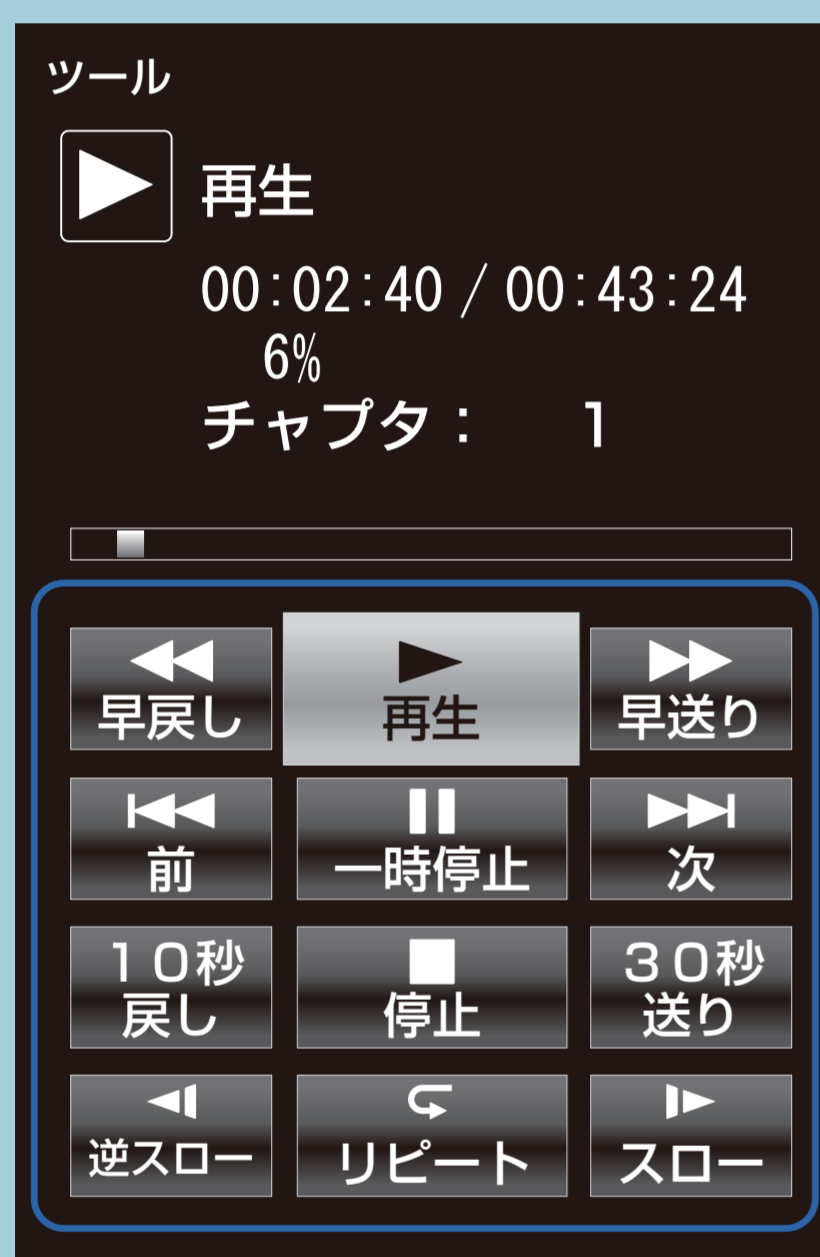 ツール
再生
00:02:40 / 00:43:24
6%
チャプタ： 1
早戻し
再生
早送り
前
一時停止
次
１０秒
戻し
停止
３０秒
送り
逆スロー
リピート
スロー